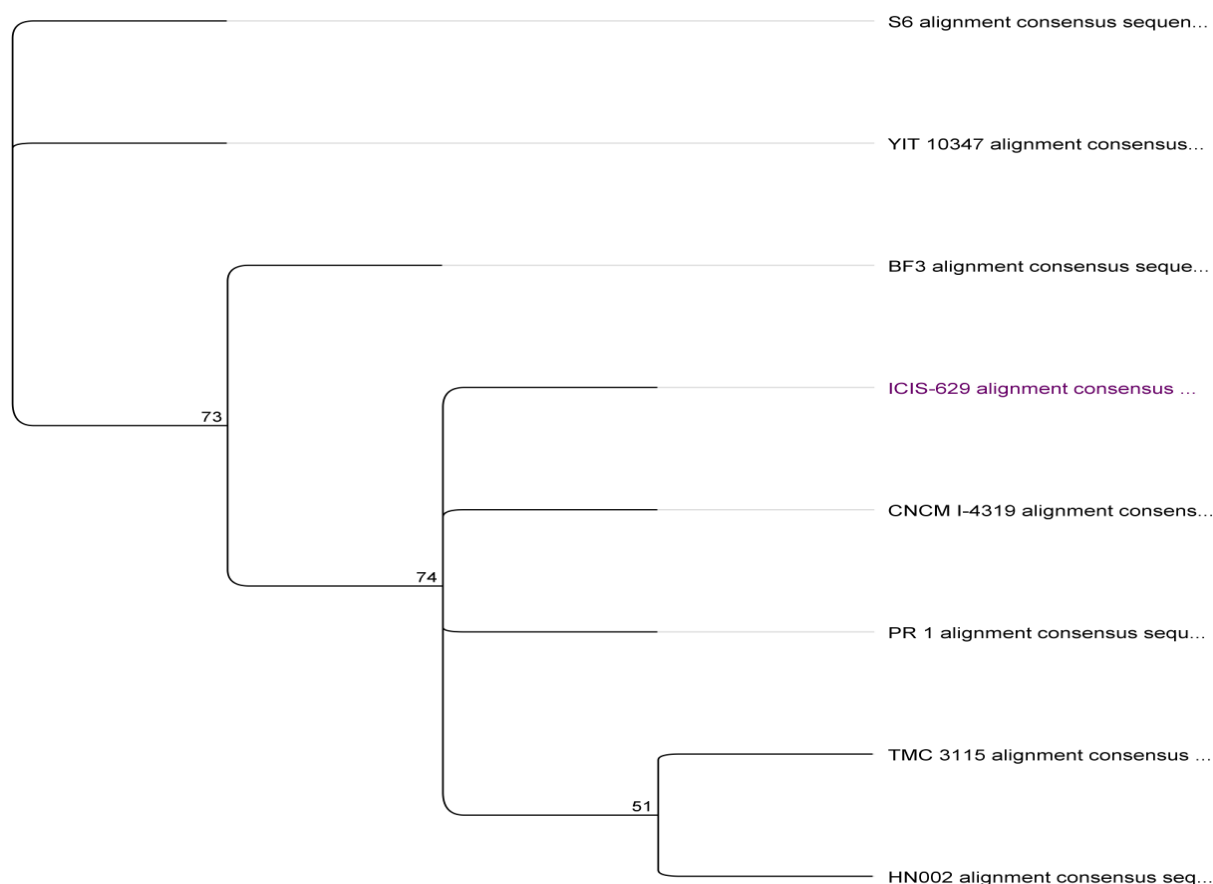 S6 alignment consensus sequen...
YIT 10347 alignment consensus...
BF3 alignment consensus seque...
ICIS-629 alignment consensus ...
73
CNCM I-4319 alignment consens...
74
PR 1 alignment consensus sequ...
TMC 3115 alignment consensus ...
51
HN002 alignment consensus seq...